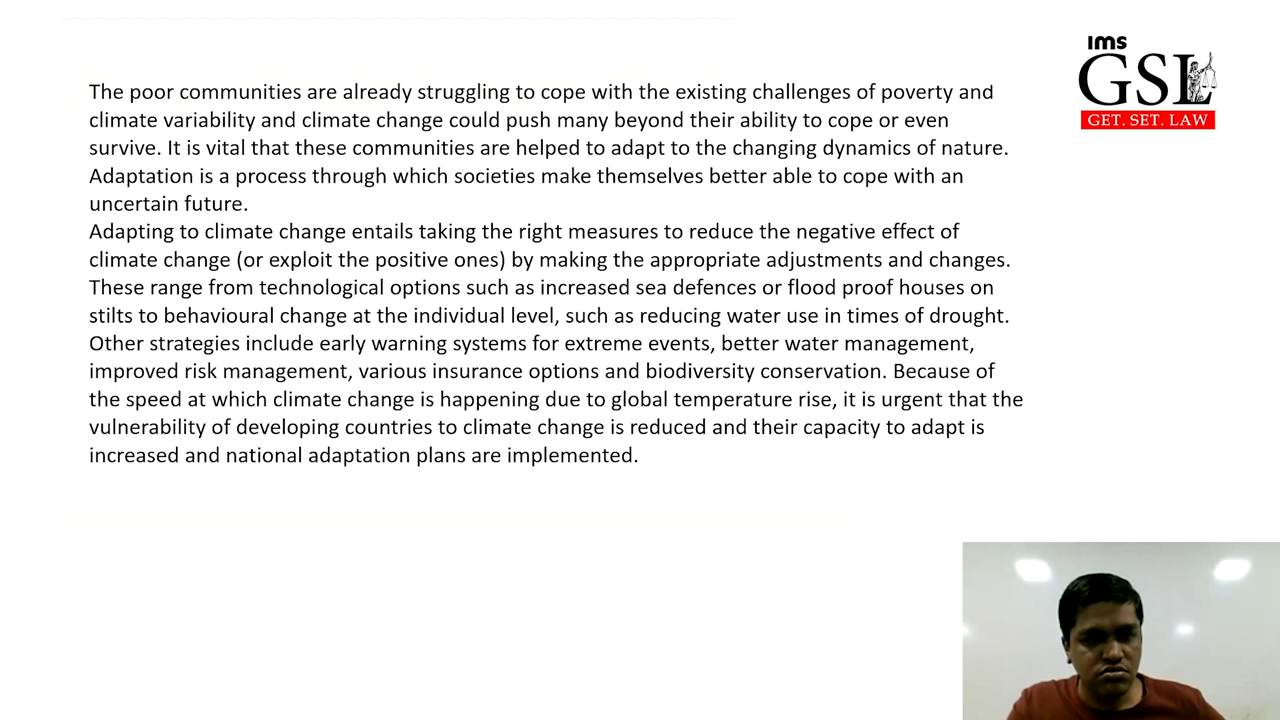 ims
GSL
GET. SET. LAW
The poor communities are already struggling to cope with the existing challenges of poverty and
climate variability and climate change could push many beyond their ability to cope or even
survive. It is vital that these communities are helped to adapt to the changing dynamics of nature.
Adaptation is a process through which societies make themselves better able to cope with an
uncertain future.
Adapting to climate change entails taking the right measures to reduce the negative effect of
climate change (or exploit the positive ones) by making the appropriate adjustments and changes.
These range from technological options such as increased sea defences or flood proof houses on
stilts to behavioural change at the individual level, such as reducing water use in times of drought.
Other strategies include early warning systems for extreme events, better water management,
improved risk management, various insurance options and biodiversity conservation. Because of
the speed at which climate change is happening due to global temperature rise, it is urgent that the
vulnerability of developing countries to climate change is reduced and their capacity to adapt is
increased and national adaptation plans are implemented.